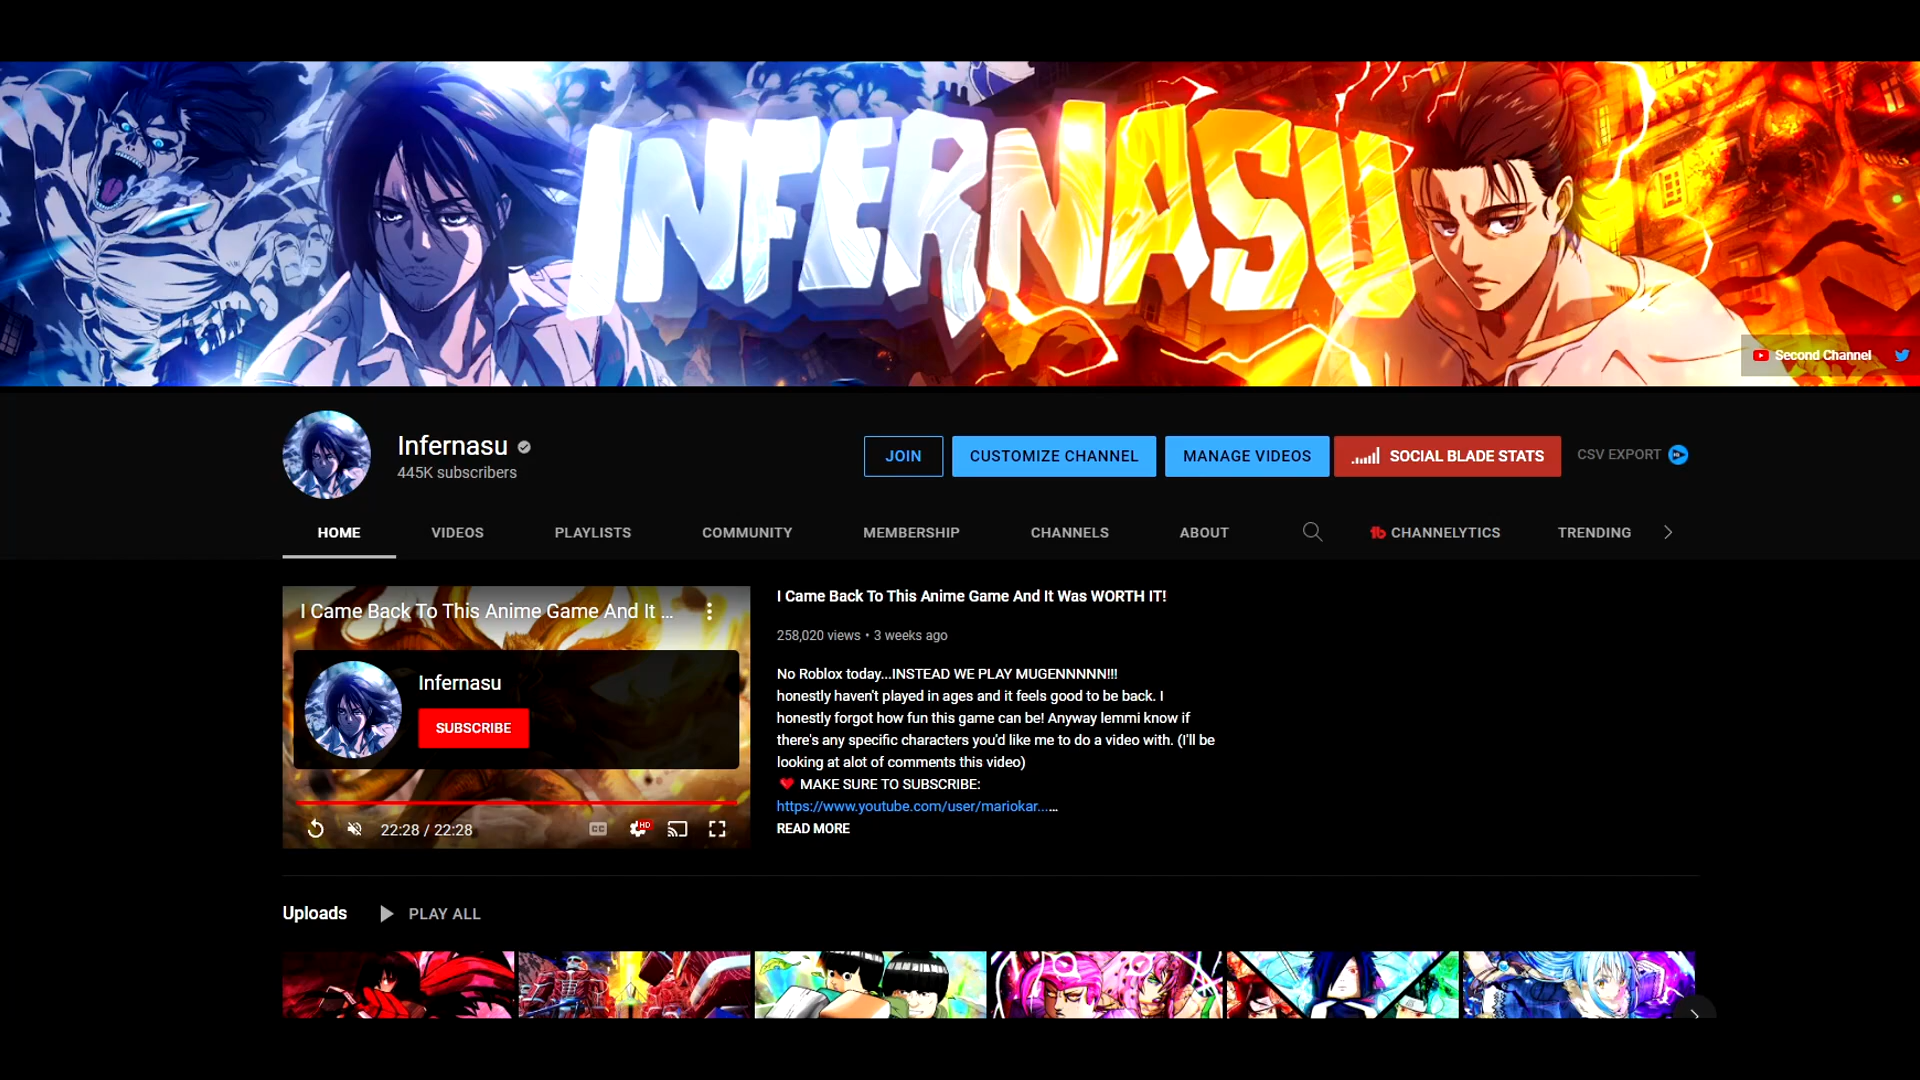 INFERNASU
Second Channel
Infernasu
445K subscribers
JOIN
CUSTOMIZE CHANNEL
MANAGE VIDEOS
SOCIAL BLADE STATS
CSV EXPORT
HOME
VIDEOS
PLAYLISTS
COMMUNITY
MEMBERSHIP
CHANNELS
ABOUT
CHANNELYTICS
TRENDING
I Came Back To This Anime Game And It ...
Infernasu
SUBSCRIBE
22:28 / 22:28
CC
HD
I Came Back To This Anime Game And It Was WORTH IT!
258,020 views • 3 weeks ago
No Roblox today...INSTEAD WE PLAY MUGENNNNN!!!
honestly haven't played in ages and it feels good to be back. I
honestly forgot how fun this game can be! Anyway lemmi know if
there's any specific characters you'd like me to do a video with. (I'll be
looking at alot of comments this video)
❤ MAKE SURE TO SUBSCRIBE:
https://www.youtube.com/user/mariokar......
READ MORE
Uploads
PLAY ALL